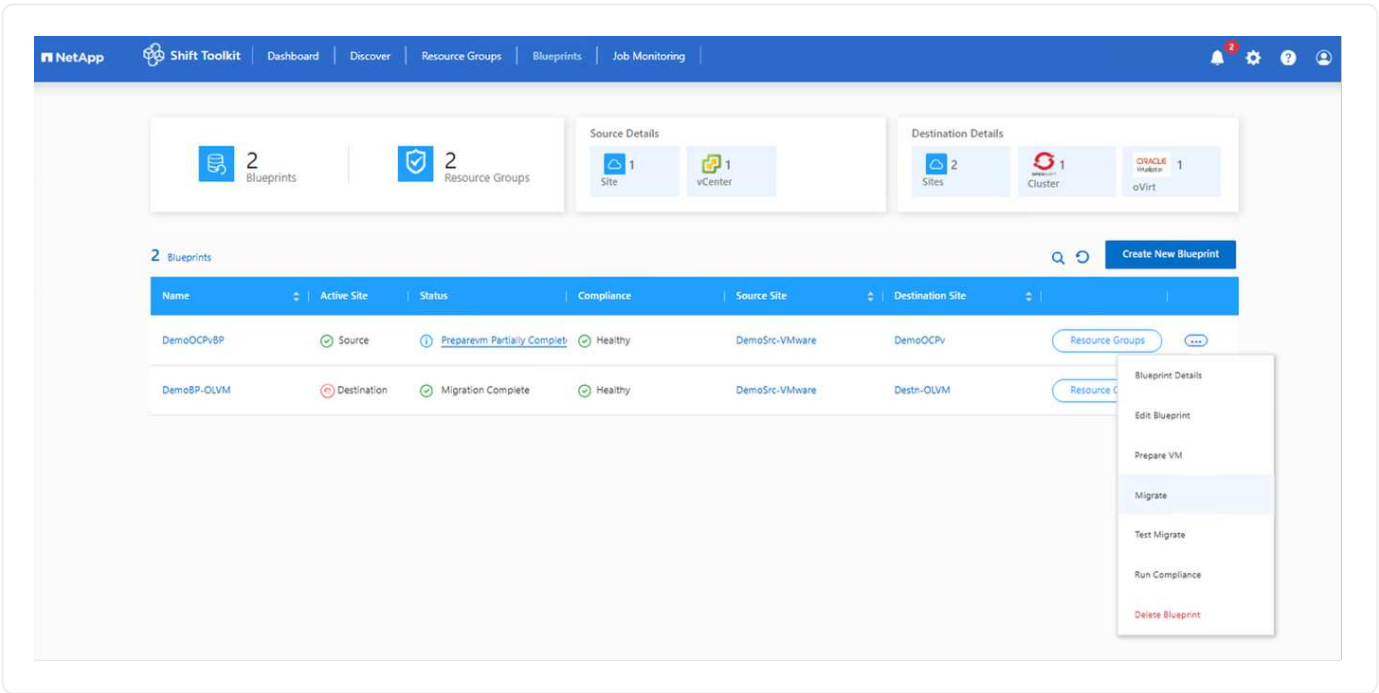 NetApp Shift Toolkit Dashboard Discover Resource Groups Blueprints Job Monitoring 2
Source Details Destination Details
2 Blueprints
2 Resource Groups
1 Site
1 vCenter
2 Sites
OPENSHIFT 1 Cluster
ORACLE Virtualization 1 oVirt
2 Blueprints Create New Blueprint
Name Active Site Status Compliance Source Site Destination Site
DemoOCPvBP Source Preparevm Partially Complet Healthy DemoSrc-VMware DemoOCPv Resource Groups ...
DemoBP-OLVM Destination Migration Complete Healthy DemoSrc-VMware Destn-OLVM Resource G
Blueprint Details
Edit Blueprint
Prepare VM
Migrate
Test Migrate
Run Compliance
Delete Blueprint